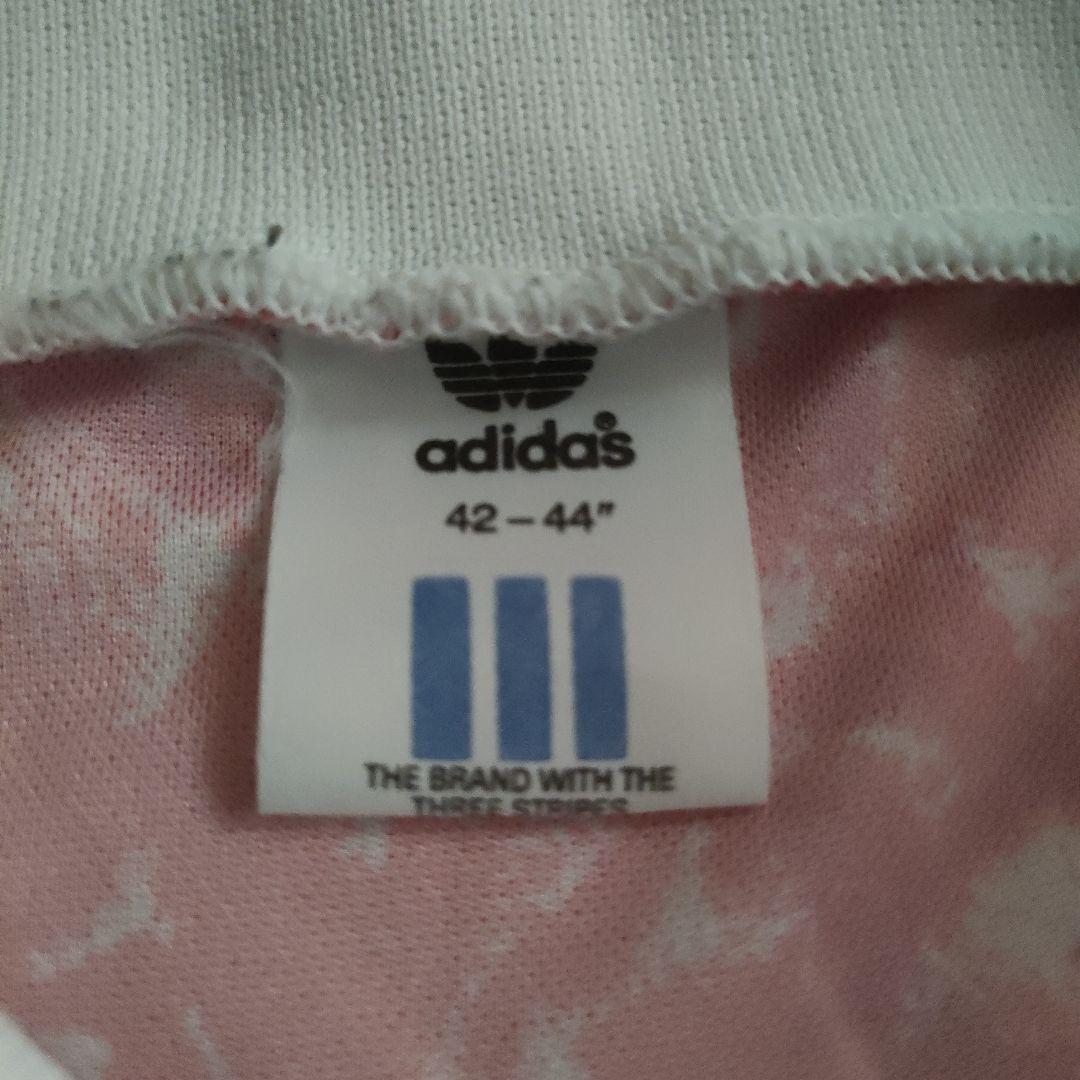 adidas®
42 – 44"
THE BRAND WITH THE
THREE STRIPES